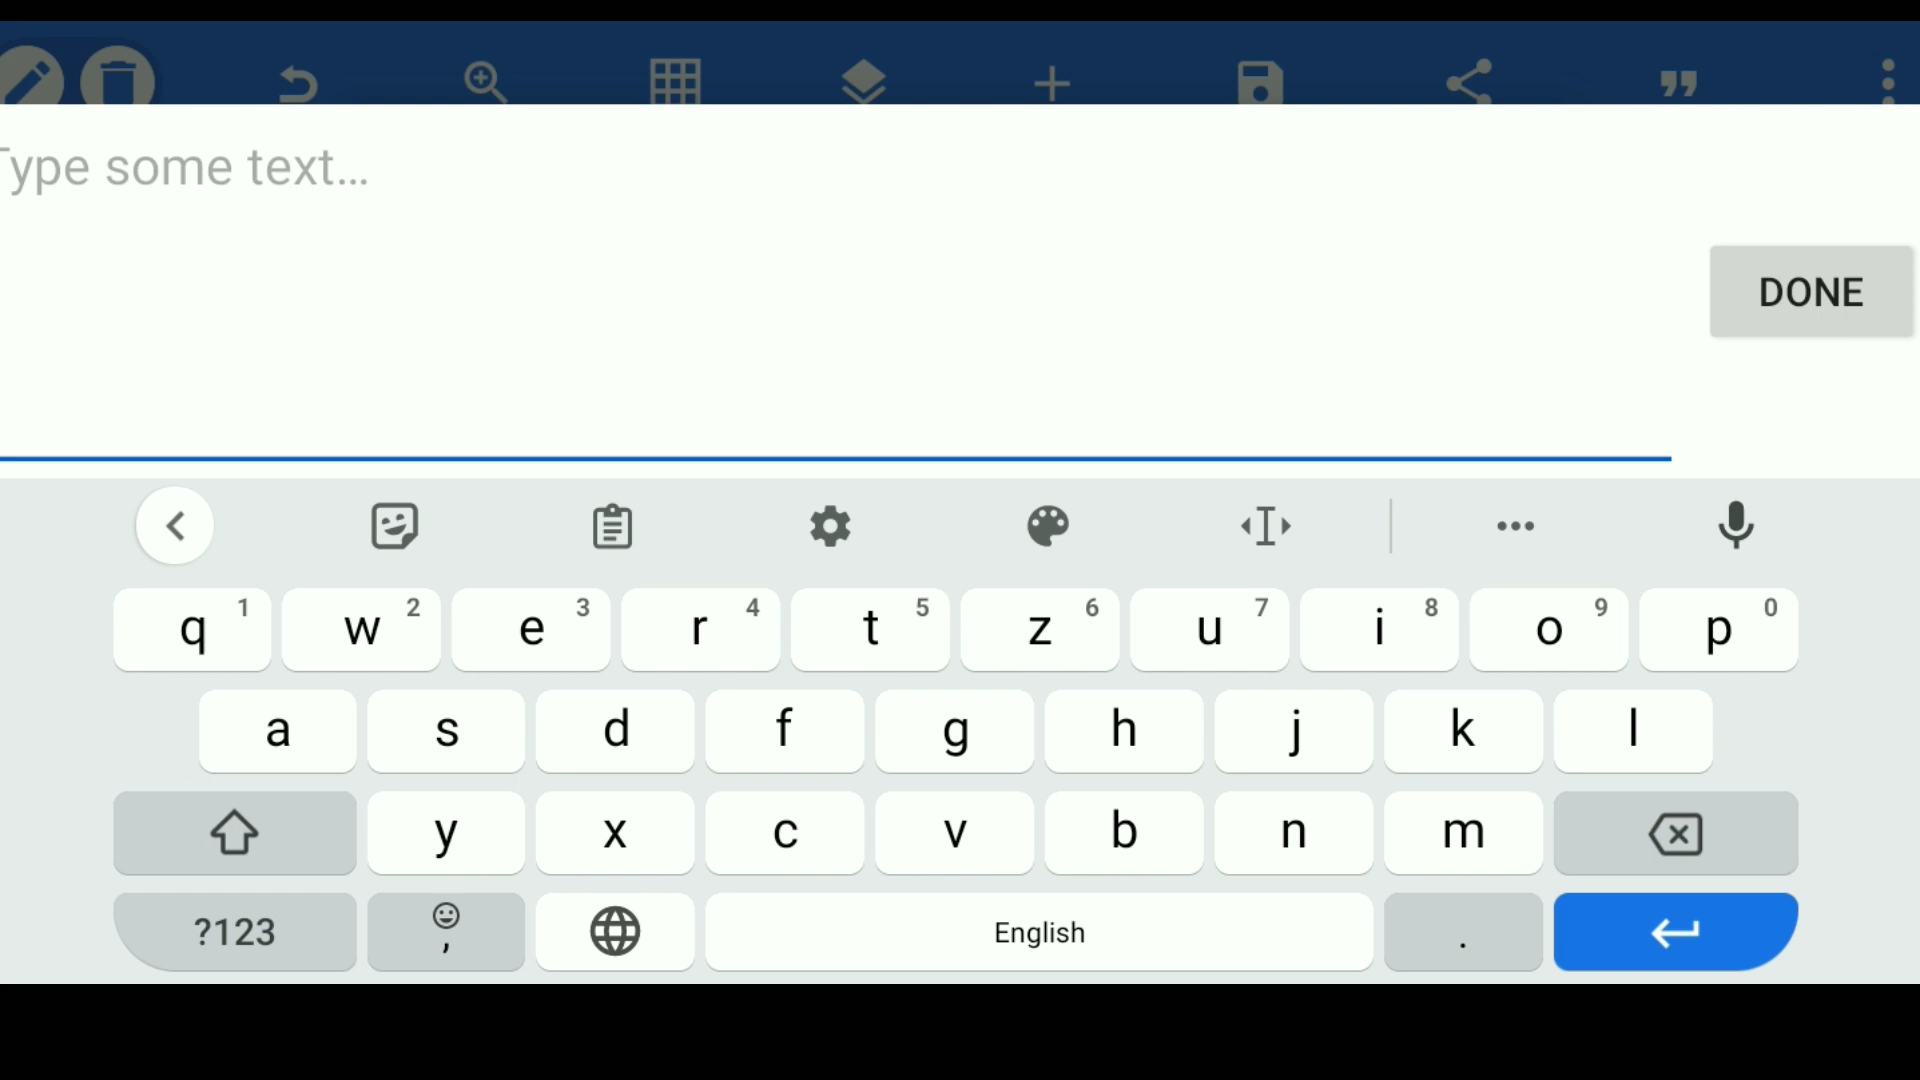 Type some text...
DONE
q 1 w 2 e 3 r 4 t 5 z 6 u 7 i 8 o 9 p 0
a s d f g h j k l
y x c v b n m
?123 , English .